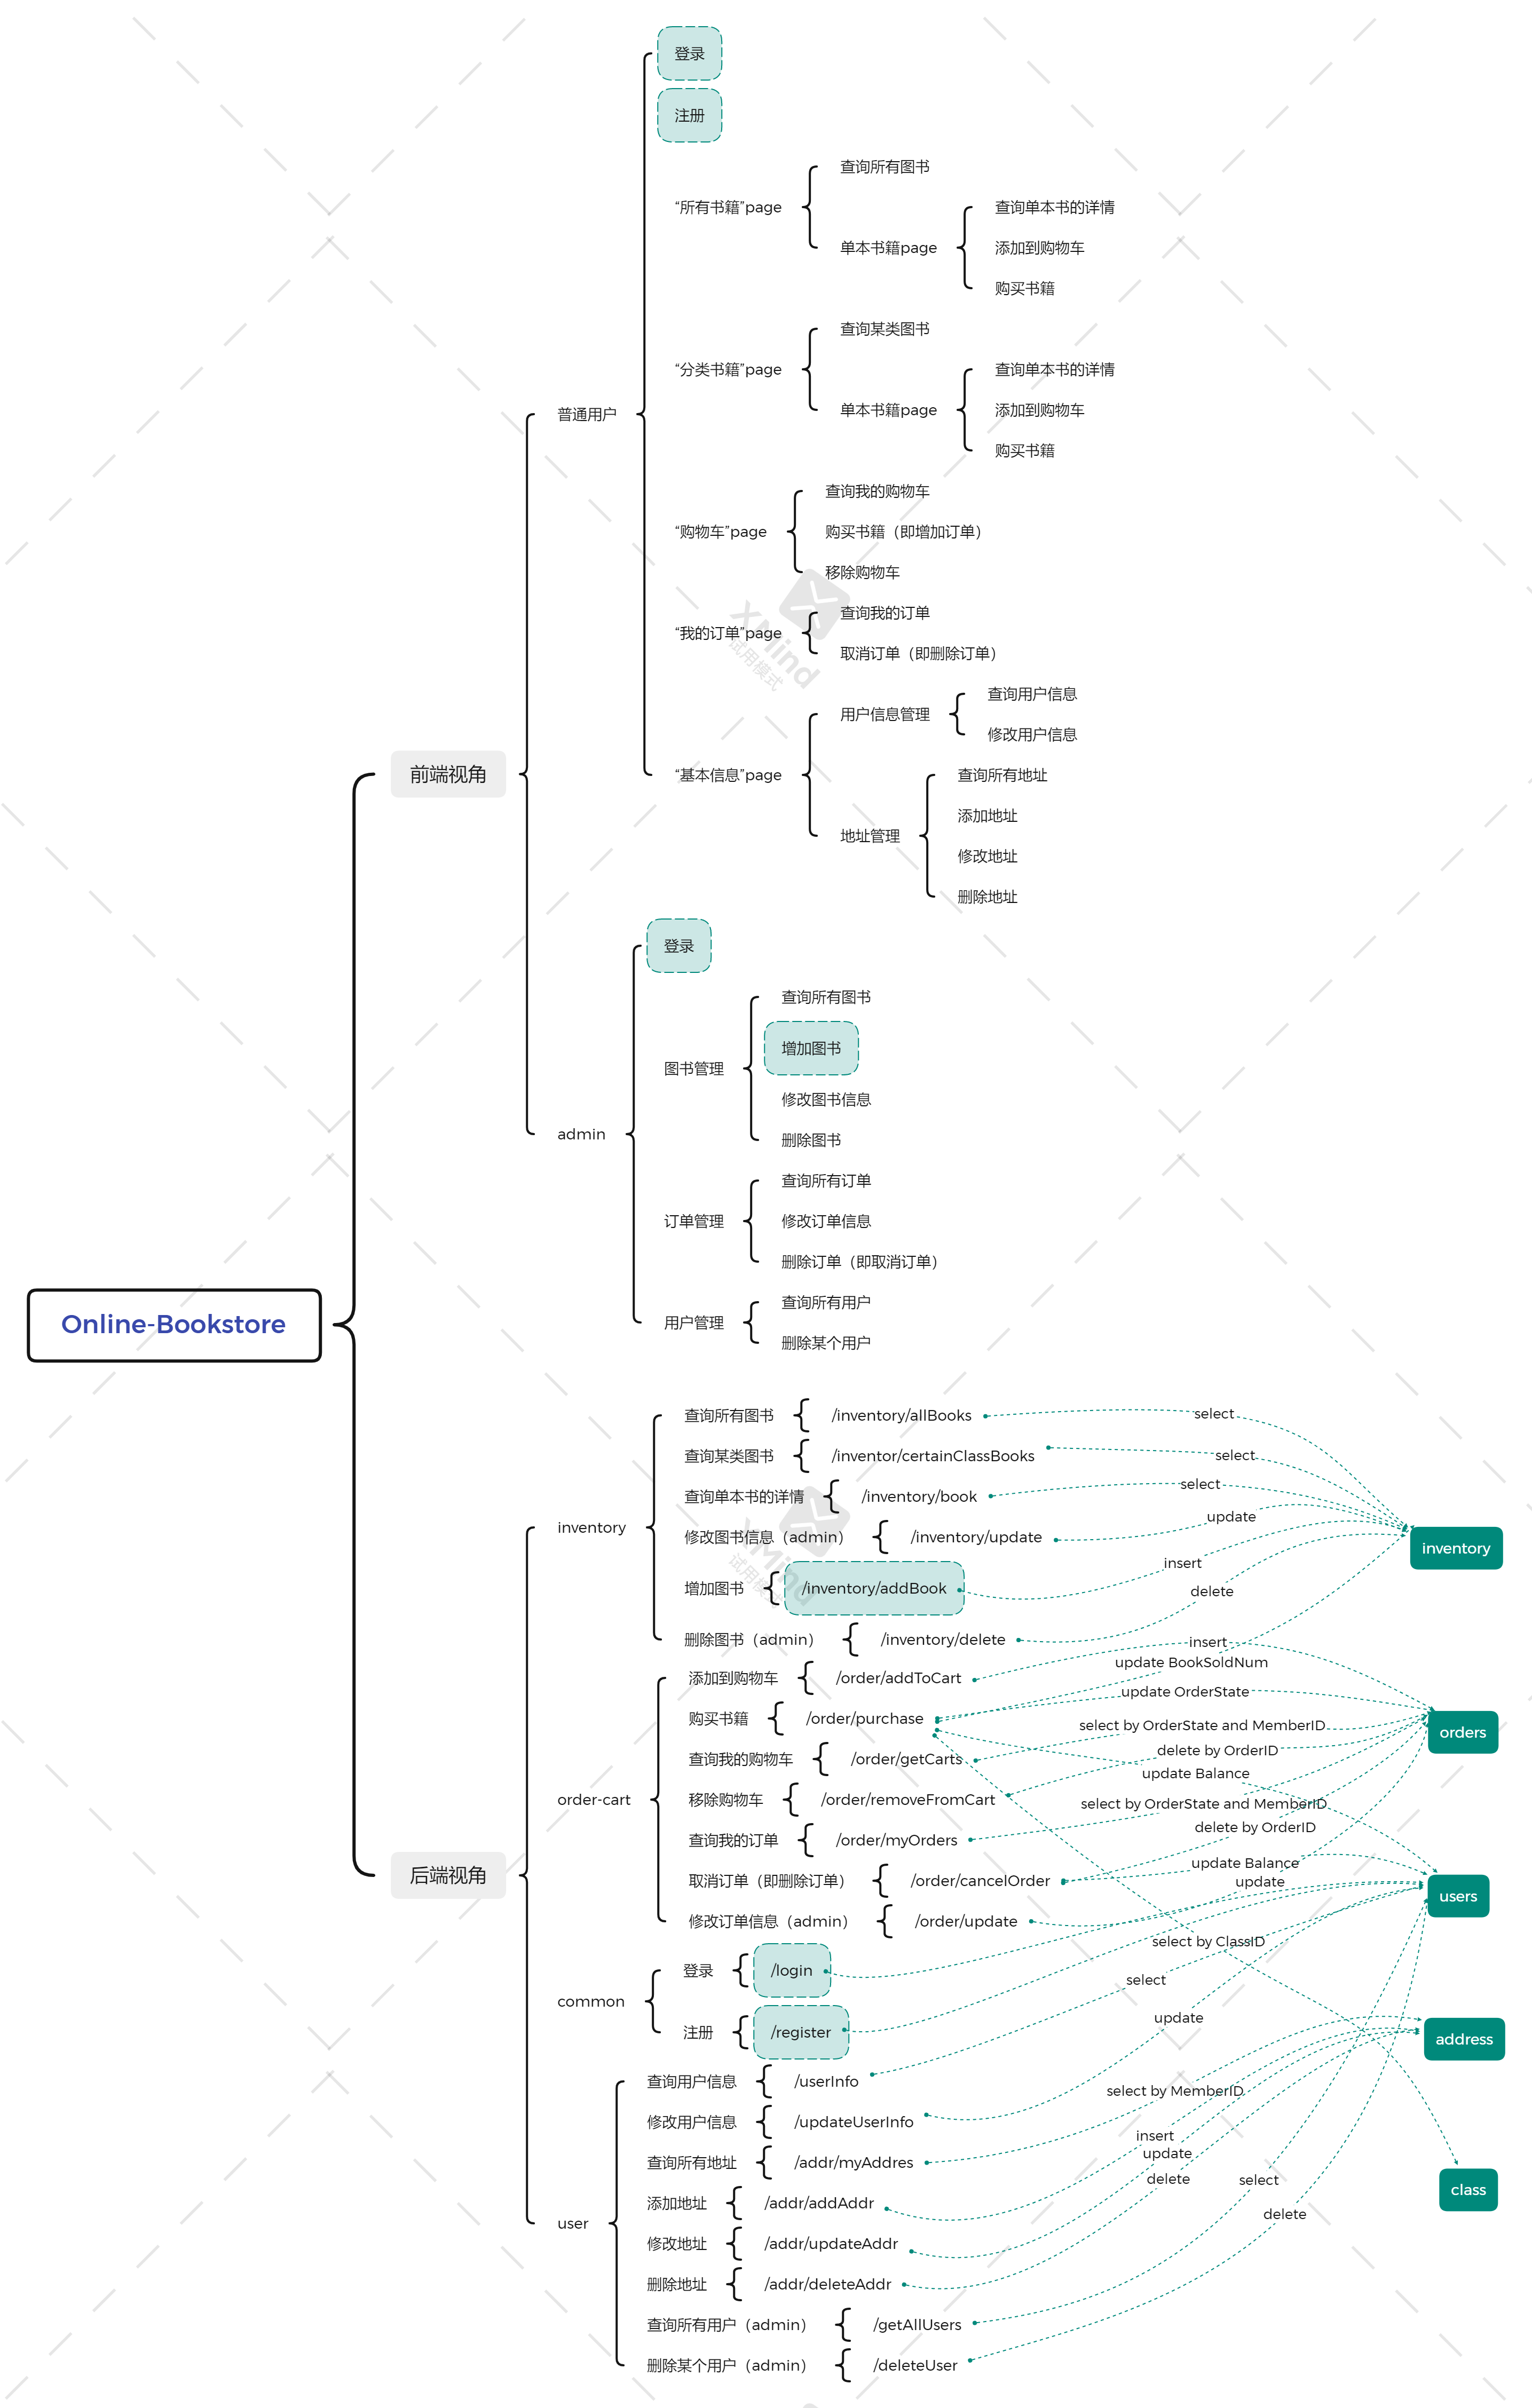 Online-Bookstore
前端视角
普通用户
登录
注册
“所有书籍”page
查询所有图书
单本书籍page
查询单本书的详情
添加到购物车
购买书籍
“分类书籍”page
查询某类图书
单本书籍page
查询单本书的详情
添加到购物车
购买书籍
“购物车”page
查询我的购物车
购买书籍（即增加订单）
移除购物车
“我的订单”page
查询我的订单
取消订单（即删除订单）
“基本信息”page
用户信息管理
查询用户信息
修改用户信息
地址管理
查询所有地址
添加地址
修改地址
删除地址
admin
登录
图书管理
查询所有图书
增加图书
修改图书信息
删除图书
订单管理
查询所有订单
修改订单信息
删除订单（即取消订单）
用户管理
查询所有用户
删除某个用户
后端视角
inventory
查询所有图书
/inventory/allBooks
select
查询某类图书
/inventor/certainClassBooks
select
查询单本书的详情
/inventory/book
select
修改图书信息（admin）
/inventory/update
update
增加图书
/inventory/addBook
insert
删除图书（admin）
/inventory/delete
delete
order-cart
添加到购物车
/order/addToCart
insert
购买书籍
/order/purchase
update BookSoldNum
update OrderState
update Balance
select by ClassID
查询我的购物车
/order/getCarts
select by OrderState and MemberID
移除购物车
/order/removeFromCart
delete by OrderID
查询我的订单
/order/myOrders
select by OrderState and MemberID
取消订单（即删除订单）
/order/cancelOrder
delete by OrderID
update Balance
修改订单信息（admin）
/order/update
update
common
登录
/login
注册
/register
user
查询用户信息
/userInfo
select
修改用户信息
/updateUserInfo
update
查询所有地址
/addr/myAddres
select by MemberID
添加地址
/addr/addAddr
insert
修改地址
/addr/updateAddr
update
删除地址
/addr/deleteAddr
delete
查询所有用户（admin）
/getAllUsers
select
删除某个用户（admin）
/deleteUser
delete
inventory
orders
users
address
class
XMind
试用模式
XMind
试用模式